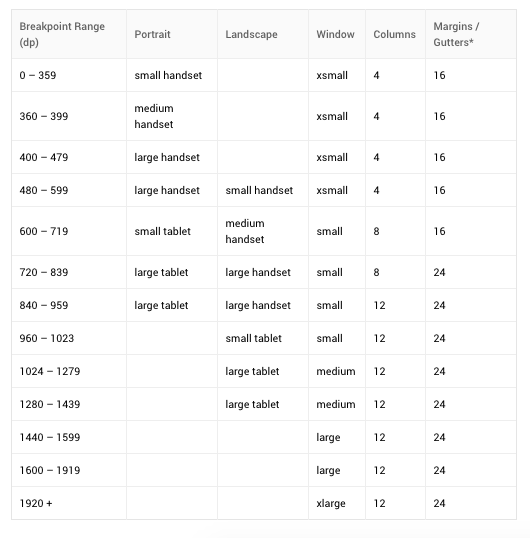 Breakpoint Range (dp) Portrait Landscape Window Columns Margins / Gutters*
0 – 359 small handset xsmall 4 16
360 – 399 medium handset xsmall 4 16
400 – 479 large handset xsmall 4 16
480 – 599 large handset small handset xsmall 4 16
600 – 719 small tablet medium handset small 8 16
720 – 839 large tablet large handset small 8 24
840 – 959 large tablet large handset small 12 24
960 – 1023 small tablet small 12 24
1024 – 1279 large tablet medium 12 24
1280 – 1439 large tablet medium 12 24
1440 – 1599 large 12 24
1600 – 1919 large 12 24
1920 + xlarge 12 24